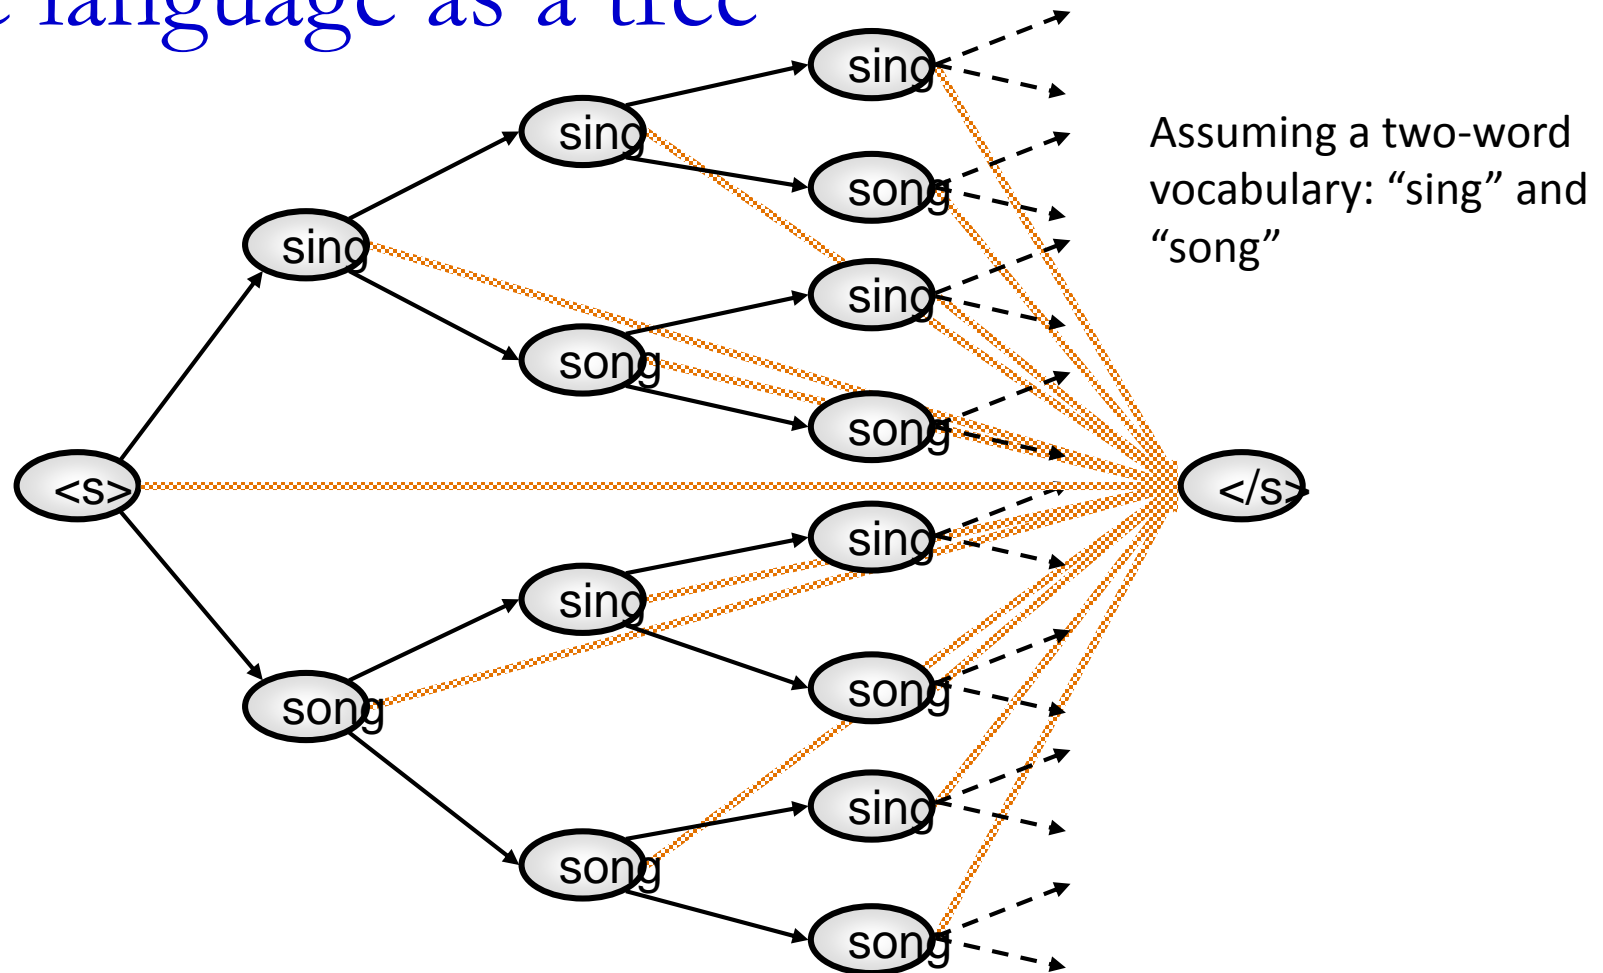 language as a tree
sing
sing
Assuming a two-word
vocabulary: “sing” and
“song”
song
sing
sing
song
song
<s>
</s>
sing
sing
song
song
sing
song
song